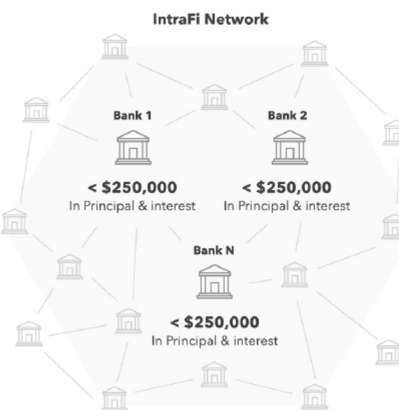 IntraFi Network
Bank 1
< $250,000
In Principal & interest
Bank 2
< $250,000
In Principal & interest
Bank N
< $250,000
In Principal & interest